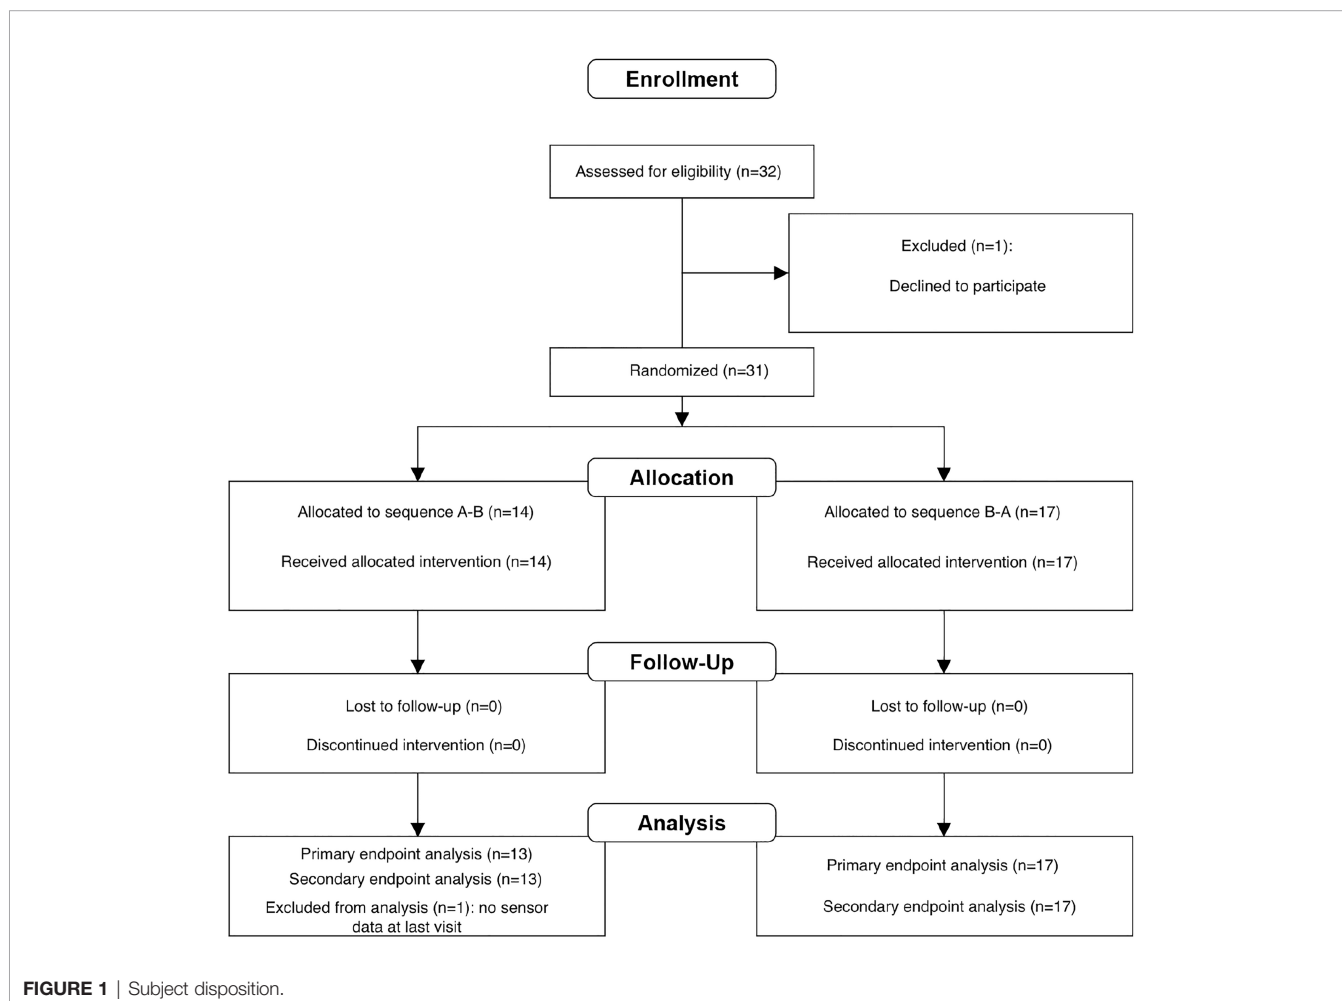 Enrollment
Assessed for eligibility (n=32)
Excluded (n=1):
Declined to participate
Randomized (n=31)
Allocation
Allocated to sequence A-B (n=14)
Received allocated intervention (n=14)
Allocated to sequence B-A (n=17)
Received allocated intervention (n=17)
Follow-Up
Lost to follow-up (n=0)
Discontinued intervention (n=0)
Lost to follow-up (n=0)
Discontinued intervention (n=0)
Analysis
Primary endpoint analysis (n=13)
Secondary endpoint analysis (n=13)
Excluded from analysis (n=1): no sensor
data at last visit
Primary endpoint analysis (n=17)
Secondary endpoint analysis (n=17)
FIGURE 1 | Subject disposition.